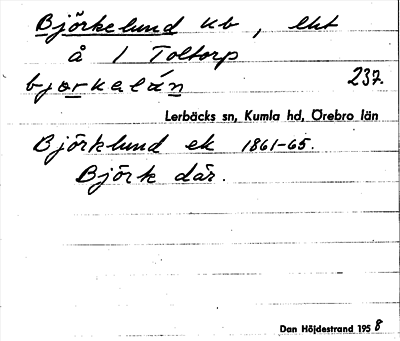 Björkelund kb, lht
å 1 Toltorp
bjørkalán 237.
Lerbäcks sn, Kumla hd, Örebro län
Björklund ek 1861-65.
Björk där.
Dan Höjdestrand 1958